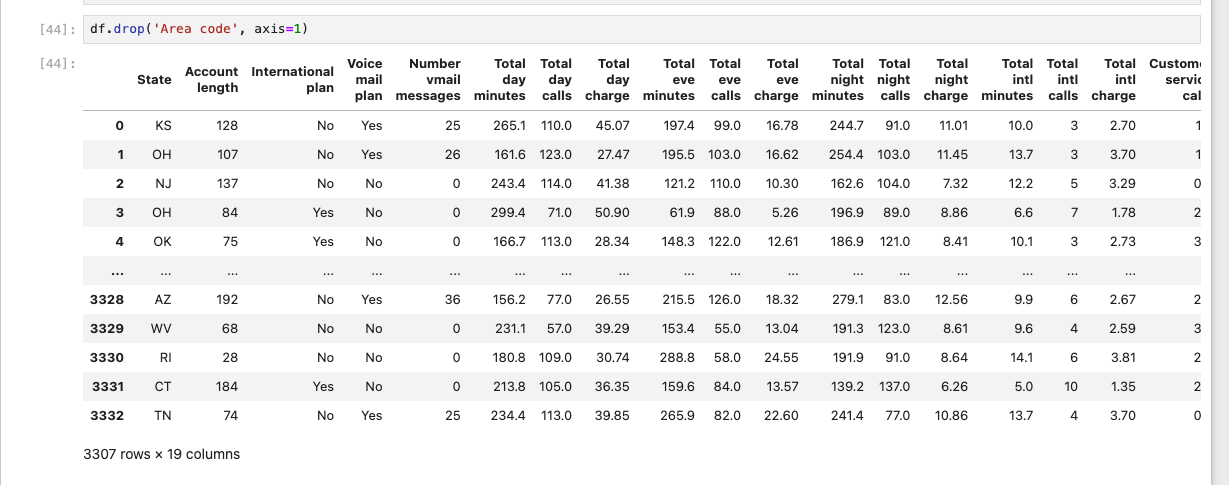 [44]: df.drop('Area code', axis=1)
[44]:
State Account length International plan Voice mail plan Number vmail messages Total day minutes Total day calls Total day charge Total eve minutes Total eve calls Total eve charge Total night minutes Total night calls Total night charge Total intl minutes Total intl calls Total intl charge
0 KS 128 No Yes 25 265.1 110.0 45.07 197.4 99.0 16.78 244.7 91.0 11.01 10.0 3 2.70 1
1 OH 107 No Yes 26 161.6 123.0 27.47 195.5 103.0 16.62 254.4 103.0 11.45 13.7 3 3.70 1
2 NJ 137 No No 0 243.4 114.0 41.38 121.2 110.0 10.30 162.6 104.0 7.32 12.2 5 3.29 0
3 OH 84 Yes No 0 299.4 71.0 50.90 61.9 88.0 5.26 196.9 89.0 8.86 6.6 7 1.78 2
4 OK 75 Yes No 0 166.7 113.0 28.34 148.3 122.0 12.61 186.9 121.0 8.41 10.1 3 2.73 3
... ... ... ... ... ... ... ... ... ... ... ... ... ... ... ... ... ...
3328 AZ 192 No Yes 36 156.2 77.0 26.55 215.5 126.0 18.32 279.1 83.0 12.56 9.9 6 2.67 2
3329 WV 68 No No 0 231.1 57.0 39.29 153.4 55.0 13.04 191.3 123.0 8.61 9.6 4 2.59 3
3330 RI 28 No No 0 180.8 109.0 30.74 288.8 58.0 24.55 191.9 91.0 8.64 14.1 6 3.81 2
3331 CT 184 Yes No 0 213.8 105.0 36.35 159.6 84.0 13.57 139.2 137.0 6.26 5.0 10 1.35 2
3332 TN 74 No Yes 25 234.4 113.0 39.85 265.9 82.0 22.60 241.4 77.0 10.86 13.7 4 3.70 0
3307 rows × 19 columns